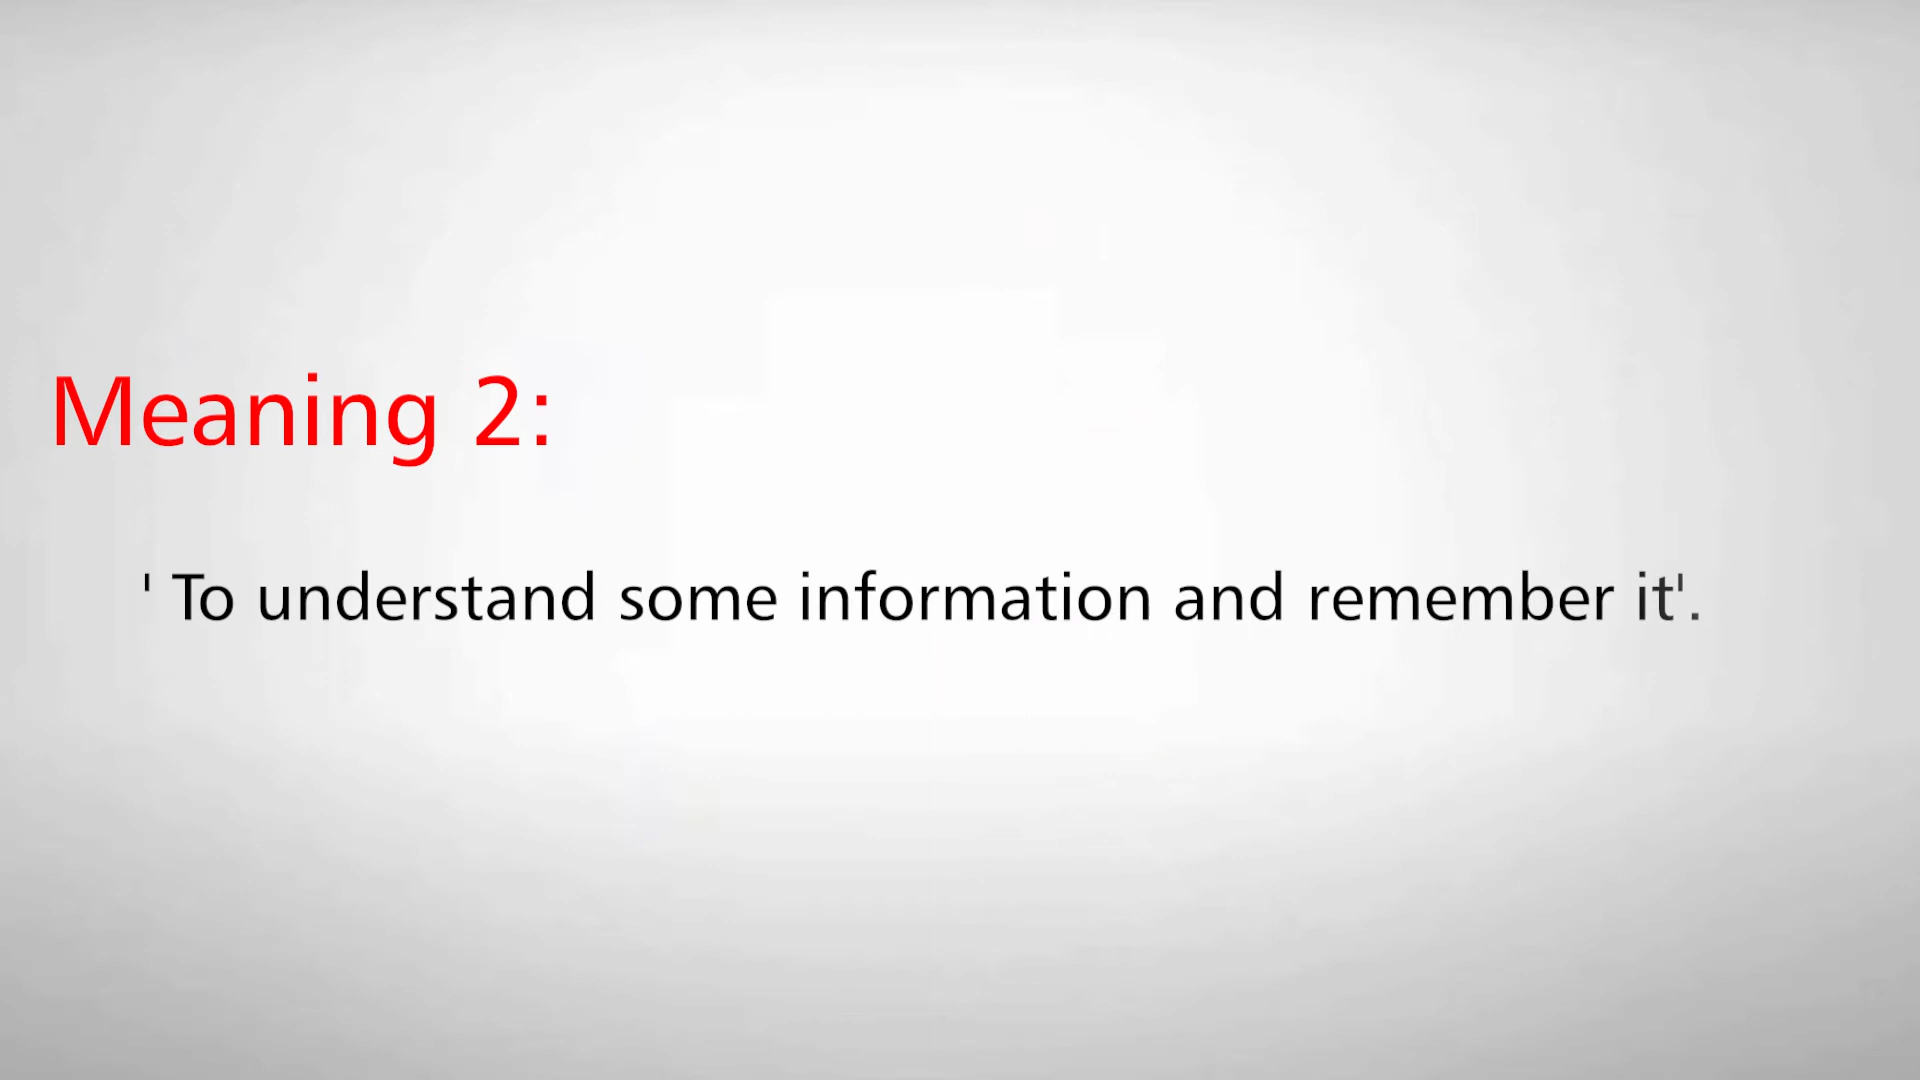 Meaning 2:
' To understand some information and remember it'.